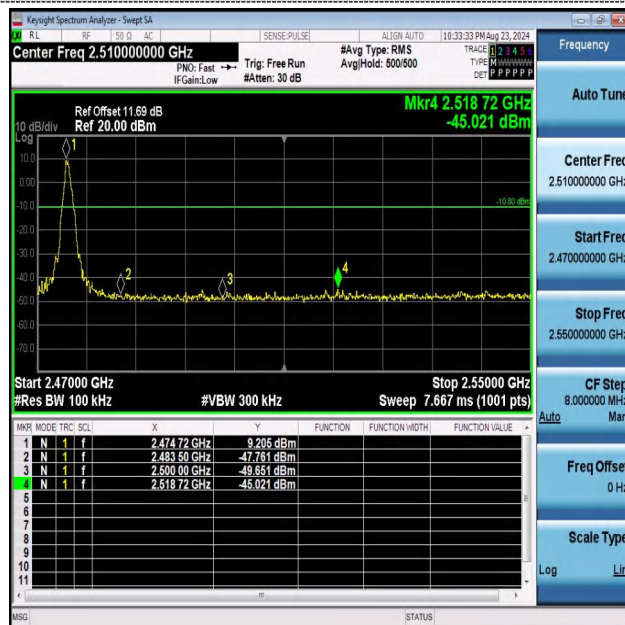 Keysight Spectrum Analyzer - Swept SA
RL RF 50 Ω AC SENSE:PULSE ALIGN AUTO 10:33:33 PM Aug 23, 2024
Center Freq 2.510000000 GHz
#Avg Type: RMS
TRACE 1 2 3 4 5 6
PNO: Fast
Trig: Free Run
Avg|Hold: 500/500
TYPE M
IFGain:Low
#Atten: 30 dB
DET P P P P P P
Mkr4 2.518 72 GHz
-45.021 dBm
Ref Offset 11.69 dB
10 dB/div Ref 20.00 dBm
Log
10.0
0.00
-10.0
-20.0
-30.0
-40.0
-50.0
-60.0
-70.0
1
2
3
4
-10.80 dBm
Start 2.47000 GHz Stop 2.55000 GHz
#Res BW 100 kHz #VBW 300 kHz Sweep 7.667 ms (1001 pts)
MKR MODE TRC SCL X Y FUNCTION FUNCTION WIDTH FUNCTION VALUE
1 N 1 f 2.474 72 GHz 9.205 dBm
2 N 1 f 2.483 50 GHz -47.761 dBm
3 N 1 f 2.500 00 GHz -49.651 dBm
4 N 1 f 2.518 72 GHz -45.021 dBm
5
6
7
8
9
10
11
MSG STATUS
Frequency
Auto Tune
Center Freq
2.510000000 GHz
Start Freq
2.470000000 GHz
Stop Freq
2.550000000 GHz
CF Step
8.000000 MHz
Auto Man
Freq Offset
0 Hz
Scale Type
Log Lin